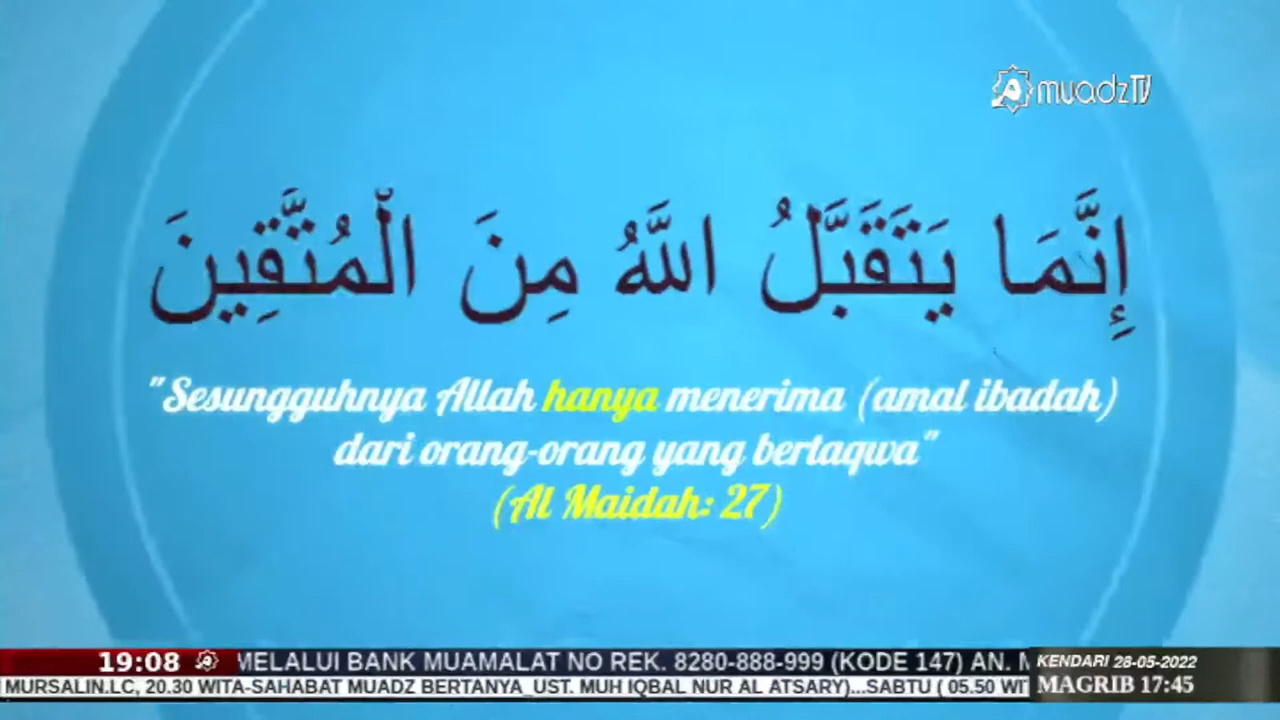 muadzTV
إِنَّمَا يَتَقَبَّلُ اللَّهُ مِنَ الْمُتَّقِينَ
"Sesungguhnya Allah hanya menerima (amal ibadah)
dari orang-orang yang bertaqwa"
(Al Maidah: 27)
19:08 MELALUI BANK MUAMALAT NO REK. 8280-888-999 (KODE 147) AN.
KENDARI 28-05-2022
MURSALIN.LC, 20.30 WITA-SAHABAT MUADZ BERTANYA_UST. MUH IQBAL NUR AL ATSARY)...SABTU ( 05.50
MAGRIB 17:45